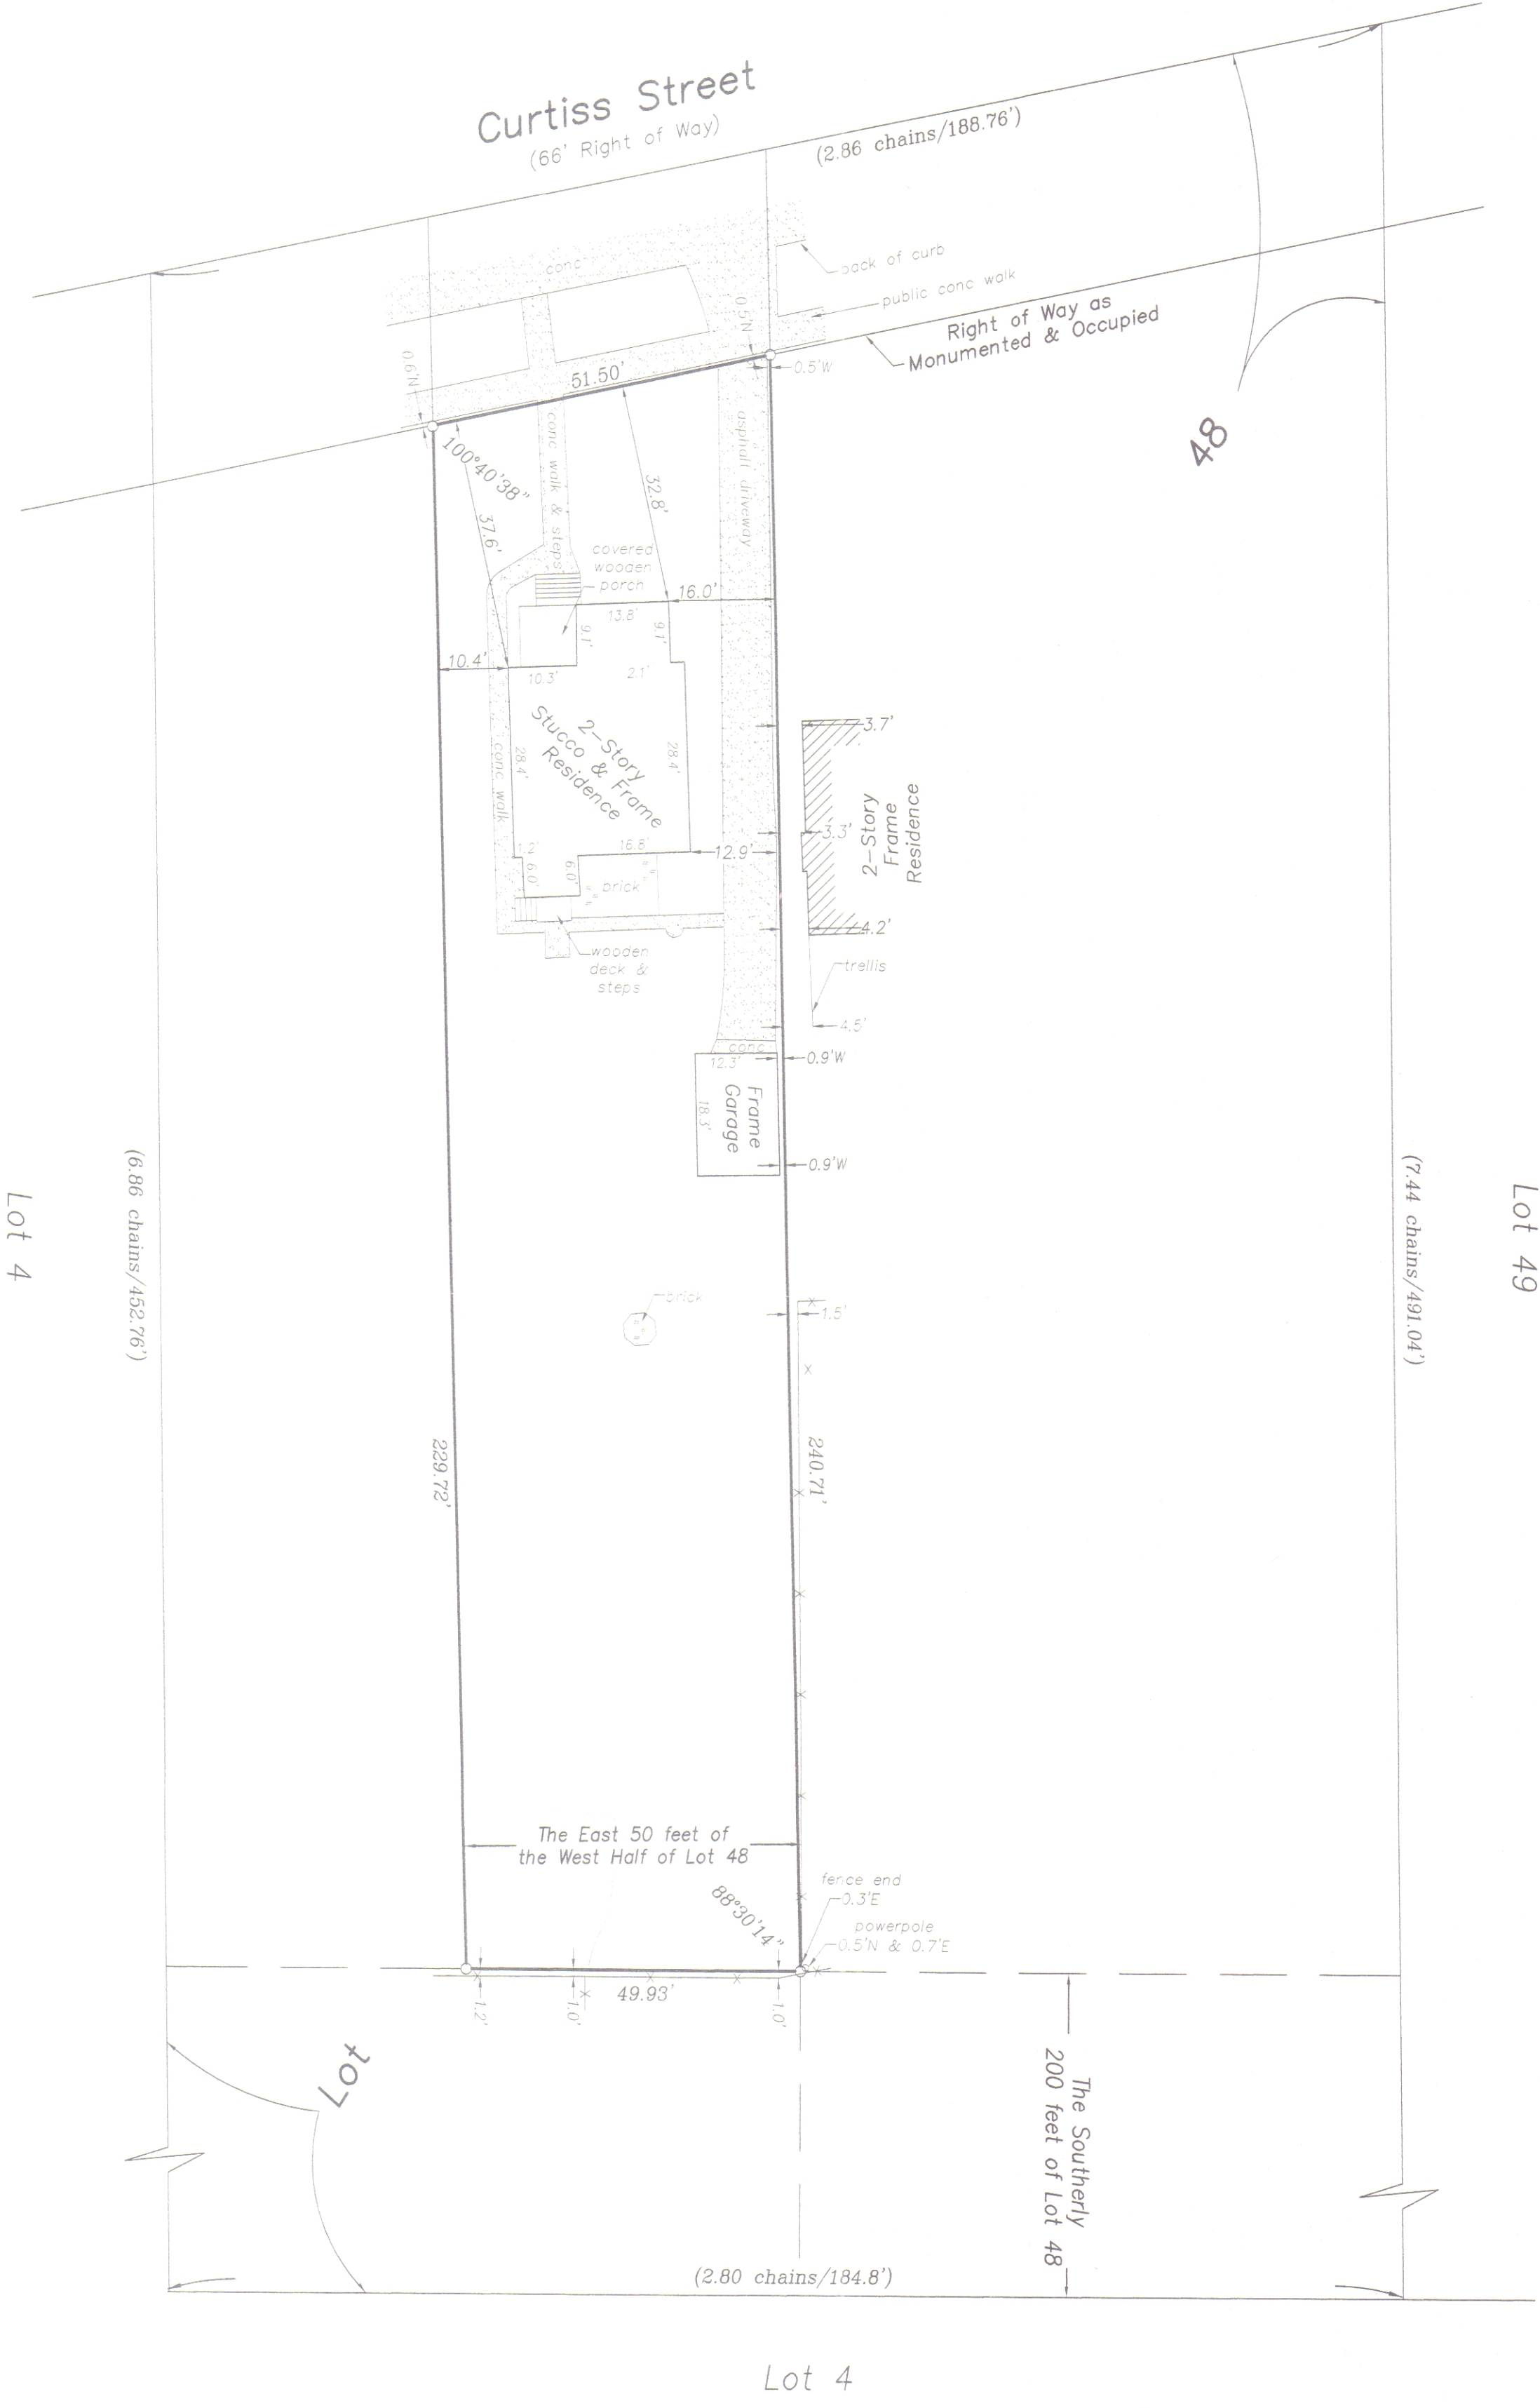 Curtiss Street
(66' Right of Way)
(2.86 chains/188.76')
conc
back of curb
public conc walk
Right of Way as
Monumented & Occupied
0.5'N
0.6'N
51.50'
0.5'W
48
100°40'38"
conc walk & steps
asphalt driveway
37.6'
32.8'
covered
wooden
porch
16.0'
13.8'
9.1'
9.1'
10.4'
10.3'
2.1'
2-Story
Stucco & Frame
Residence
28.4'
28.4'
conc walk
3.7'
3.3'
2-Story
Frame
Residence
1.2'
16.8'
12.9'
6.0'
6.0'
brick
4.2'
wooden
deck &
steps
trellis
4.5'
conc
12.3'
0.9'W
Frame
Garage
18.3'
0.9'W
Lot 4
(6.86 chains/452.76')
(7.44 chains/491.04')
Lot 49
brick
1.5'
229.72'
240.71'
The East 50 feet of
the West Half of Lot 48
88°30'14"
fence end
0.3'E
powerpole
0.5'N & 0.7'E
49.93'
1.2'
1.0'
1.0'
Lot
The Southerly
200 feet of Lot 48
(2.80 chains/184.8')
Lot 4